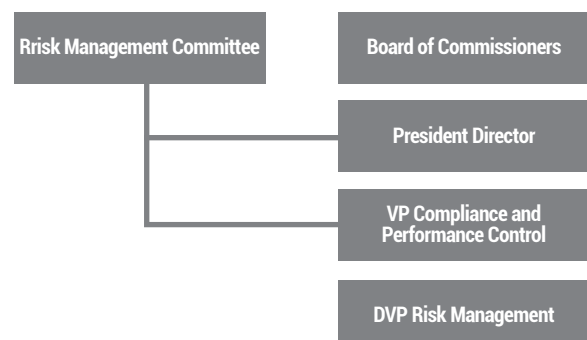 Rrisk Management Committee
Board of Commissioners
President Director
VP Compliance and
Performance Control
DVP Risk Management